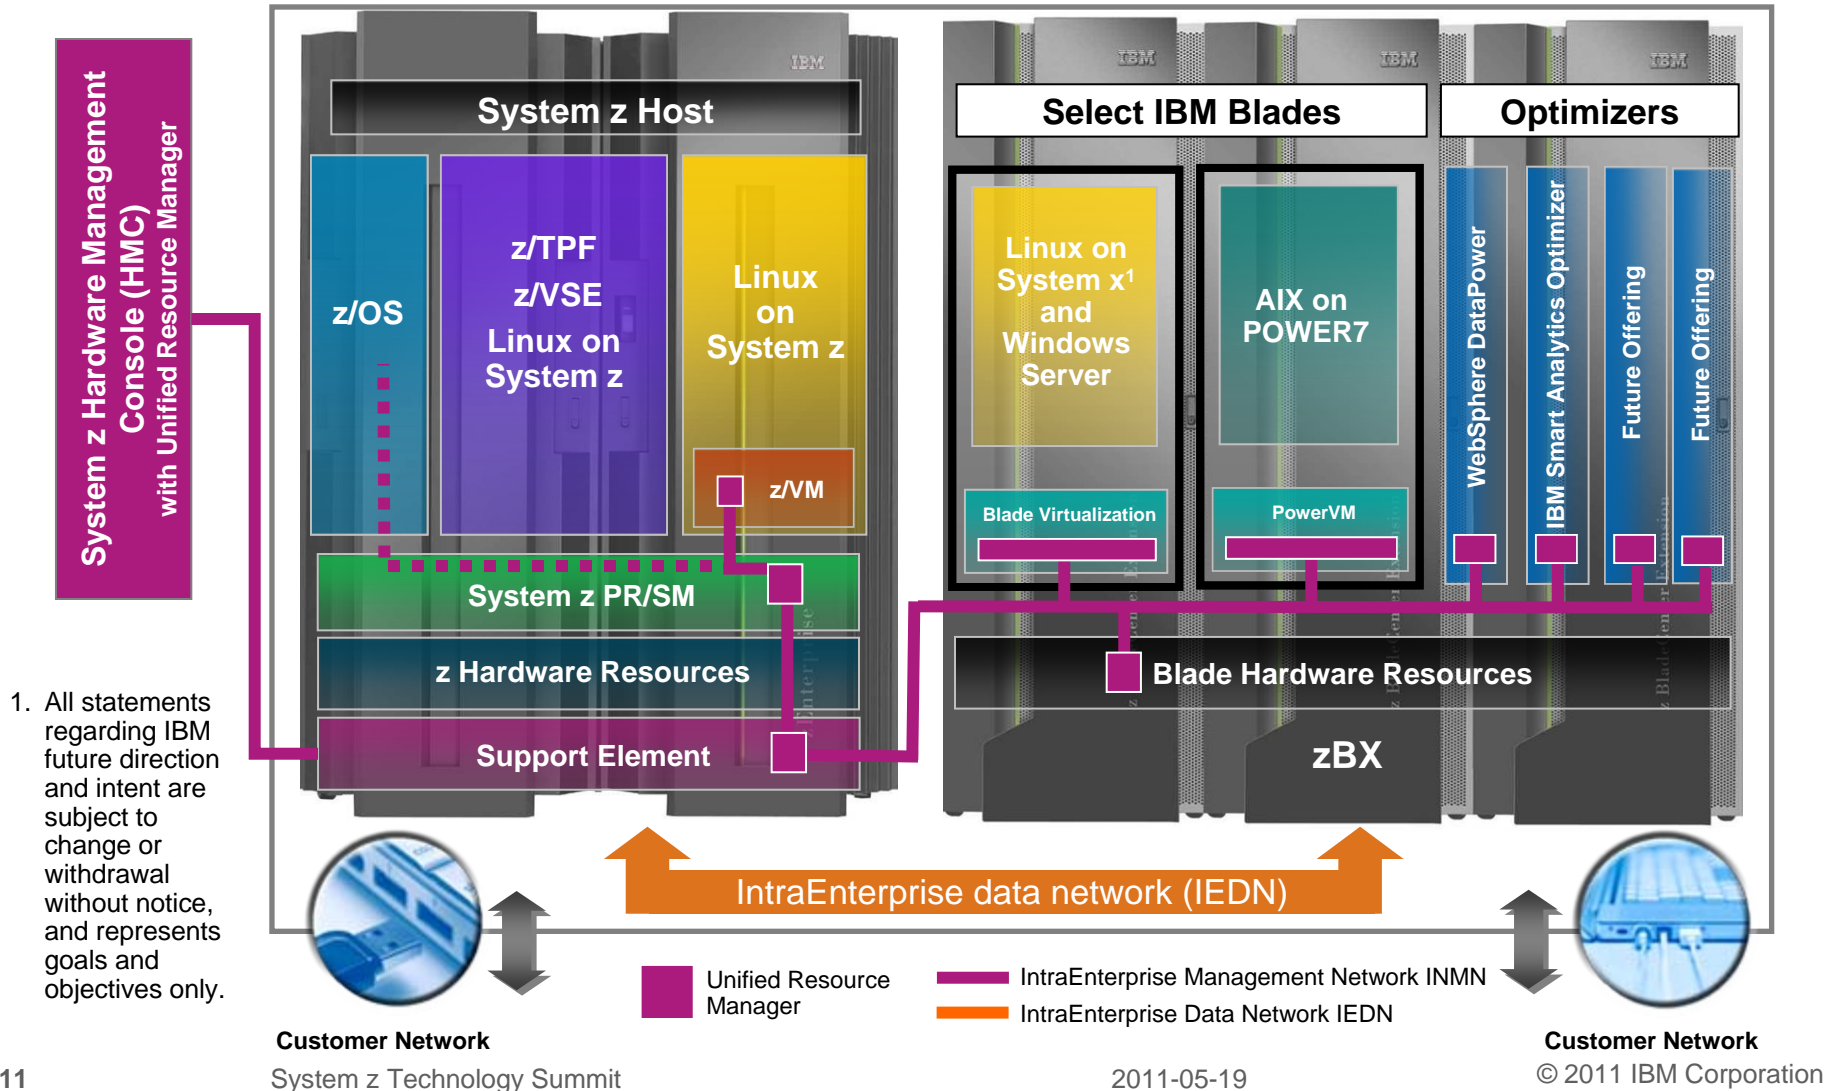 System z Hardware Management
Console (HMC)
with Unified Resource Manager
IBM
IBM
IBM
IBM
System z Host
Select IBM Blades
Optimizers
z/OS
z/TPF
z/VSE
Linux on
System z
Linux
on
System z
z/VM
Linux on
System x¹
and
Windows
Server
Blade Virtualization
AIX on
POWER7
PowerVM
WebSphere DataPower
IBM Smart Analytics Optimizer
Future Offering
Future Offering
System z PR/SM
z Hardware Resources
Support Element
Blade Hardware Resources
zBX
1. All statements
regarding IBM
future direction
and intent are
subject to
change or
withdrawal
without notice,
and represents
goals and
objectives only.
IntraEnterprise data network (IEDN)
Unified Resource
Manager
IntraEnterprise Management Network INMN
IntraEnterprise Data Network IEDN
Customer Network
Customer Network
11
System z Technology Summit
2011-05-19
© 2011 IBM Corporation